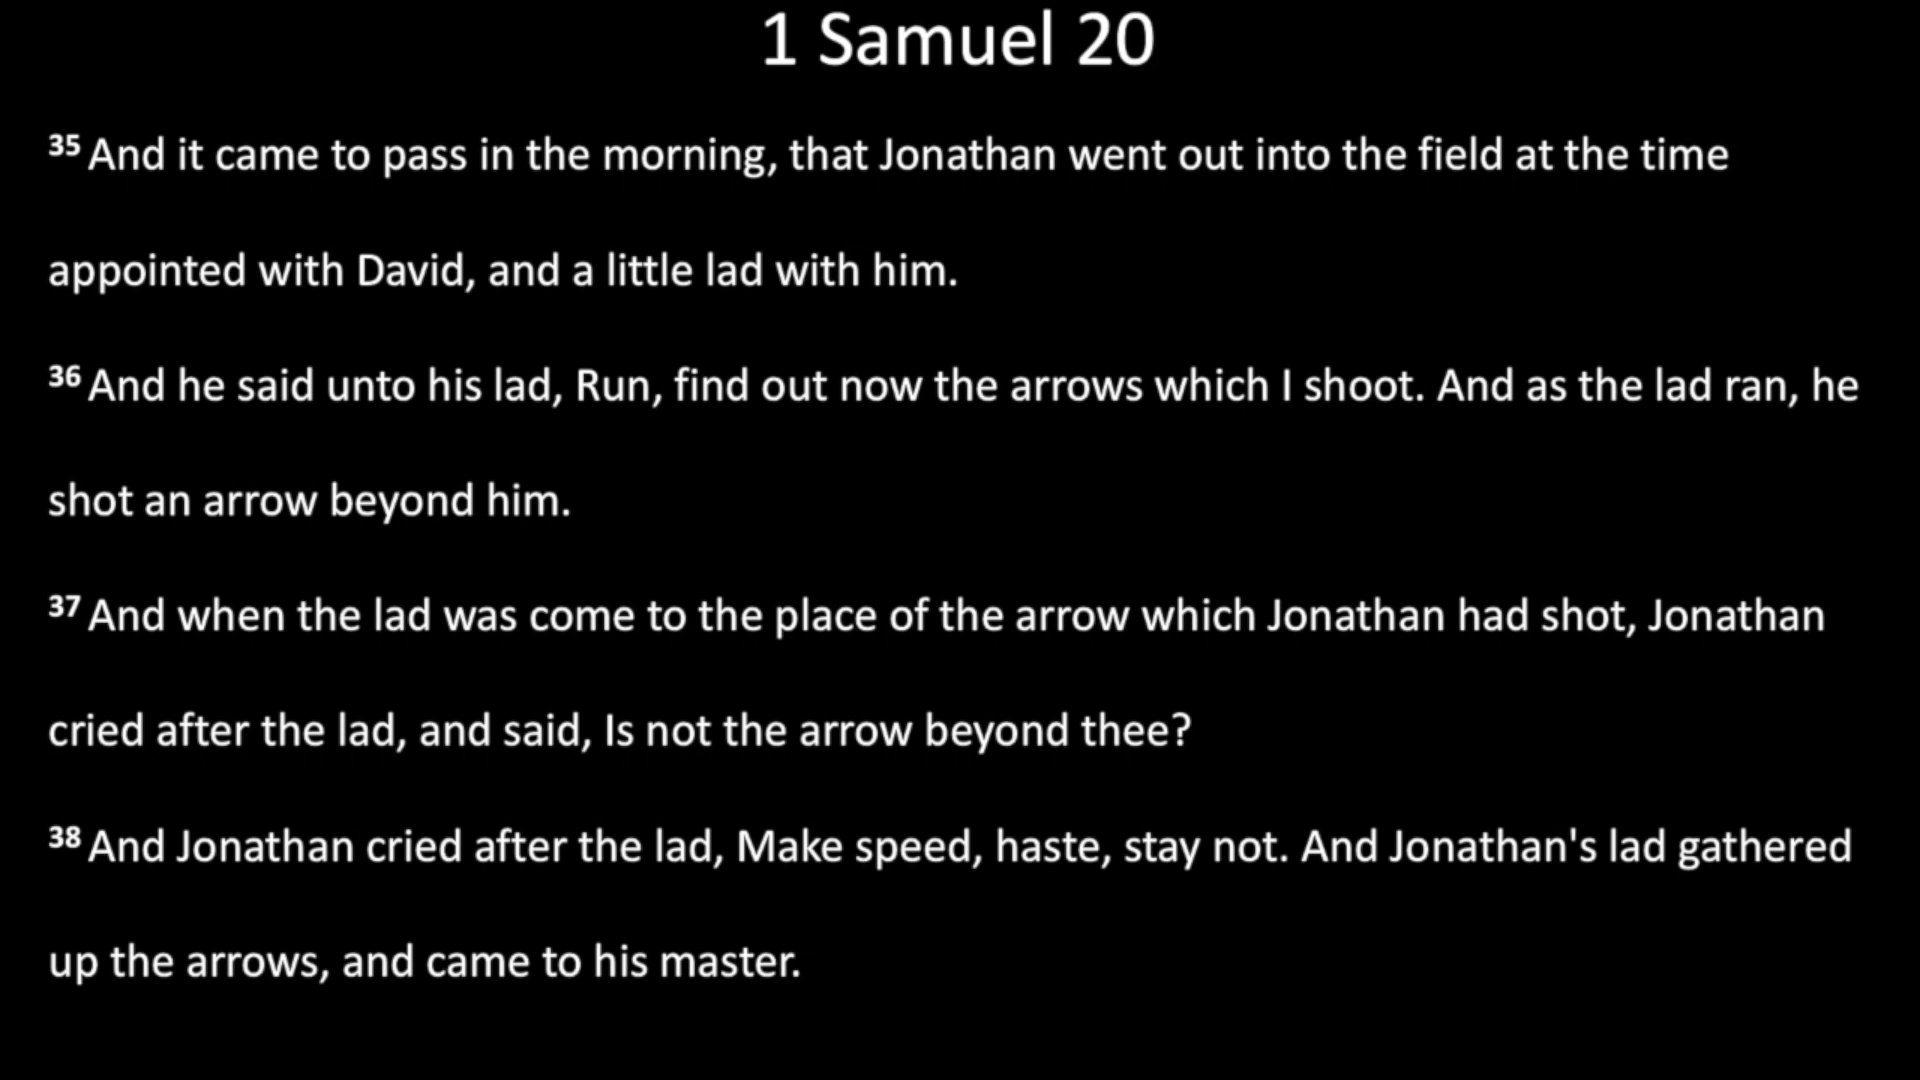 1 Samuel 20
35 And it came to pass in the morning, that Jonathan went out into the field at the time
appointed with David, and a little lad with him.
36 And he said unto his lad, Run, find out now the arrows which I shoot. And as the lad ran, he
shot an arrow beyond him.
37 And when the lad was come to the place of the arrow which Jonathan had shot, Jonathan
cried after the lad, and said, Is not the arrow beyond thee?
38 And Jonathan cried after the lad, Make speed, haste, stay not. And Jonathan's lad gathered
up the arrows, and came to his master.